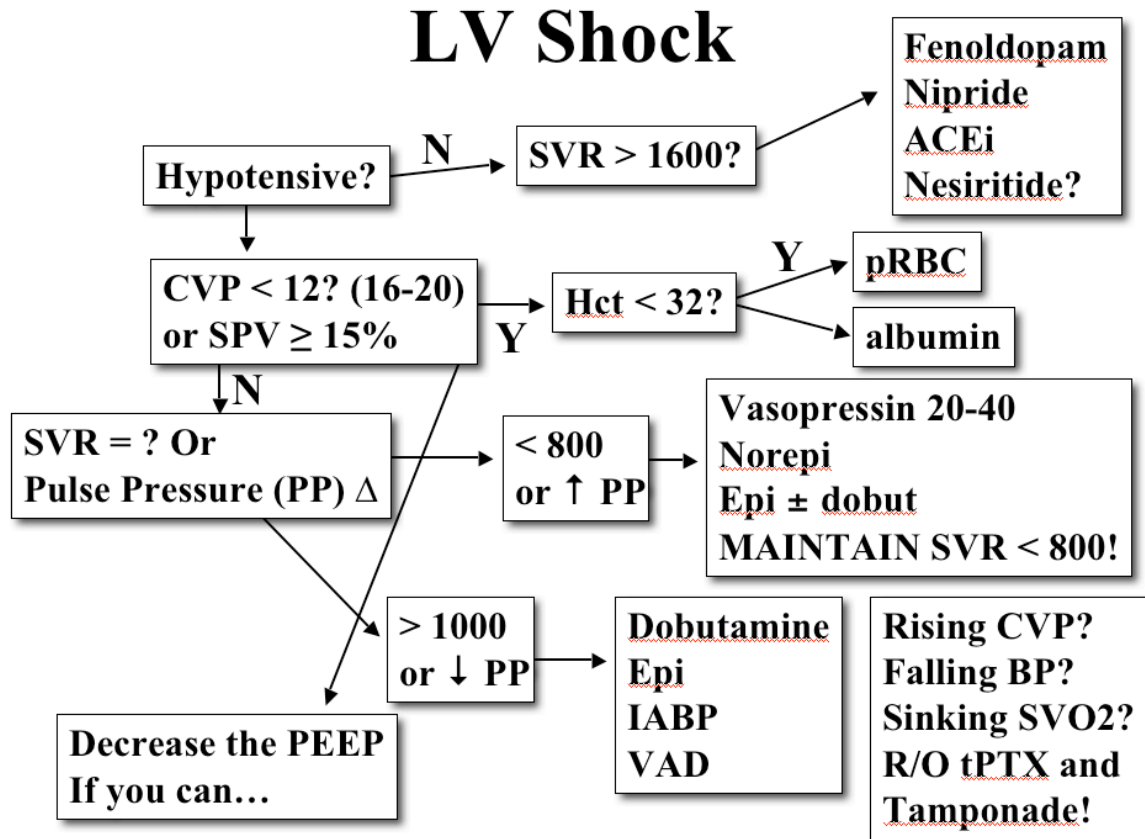 LV Shock
Hypotensive?
N
SVR > 1600?
Fenoldopam
Nipride
ACEi
Nesiritide?
CVP < 12? (16-20)
or SPV ≥ 15%
Y
Hct < 32?
Y
pRBC
albumin
N
SVR = ? Or
Pulse Pressure (PP) Δ
< 800
or ↑ PP
Vasopressin 20-40
Norepi
Epi ± dobut
MAINTAIN SVR < 800!
> 1000
or ↓ PP
Dobutamine
Epi
IABP
VAD
Rising CVP?
Falling BP?
Sinking SVO2?
R/O tPTX and
Tamponade!
Decrease the PEEP
If you can…